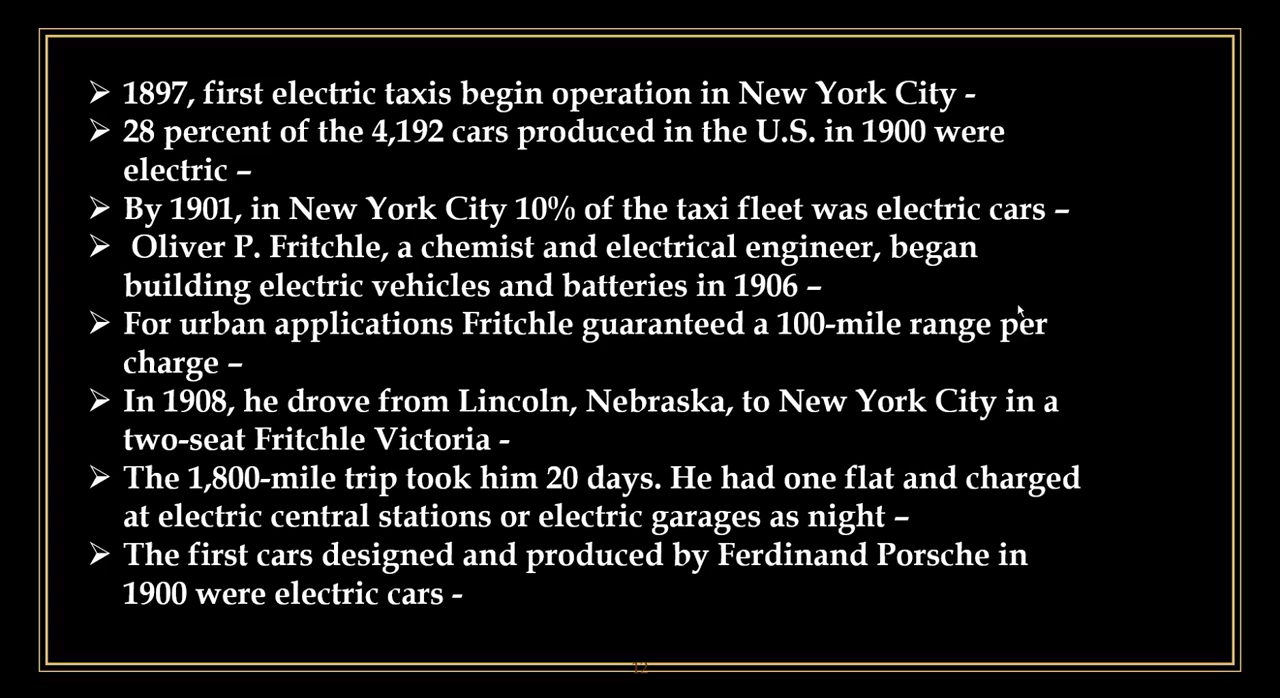 ➢ 1897, first electric taxis begin operation in New York City -
➢ 28 percent of the 4,192 cars produced in the U.S. in 1900 were
electric –
➢ By 1901, in New York City 10% of the taxi fleet was electric cars –
➢ Oliver P. Fritchle, a chemist and electrical engineer, began
building electric vehicles and batteries in 1906 –
➢ For urban applications Fritchle guaranteed a 100-mile range per
charge –
➢ In 1908, he drove from Lincoln, Nebraska, to New York City in a
two-seat Fritchle Victoria -
➢ The 1,800-mile trip took him 20 days. He had one flat and charged
at electric central stations or electric garages as night –
➢ The first cars designed and produced by Ferdinand Porsche in
1900 were electric cars -
12